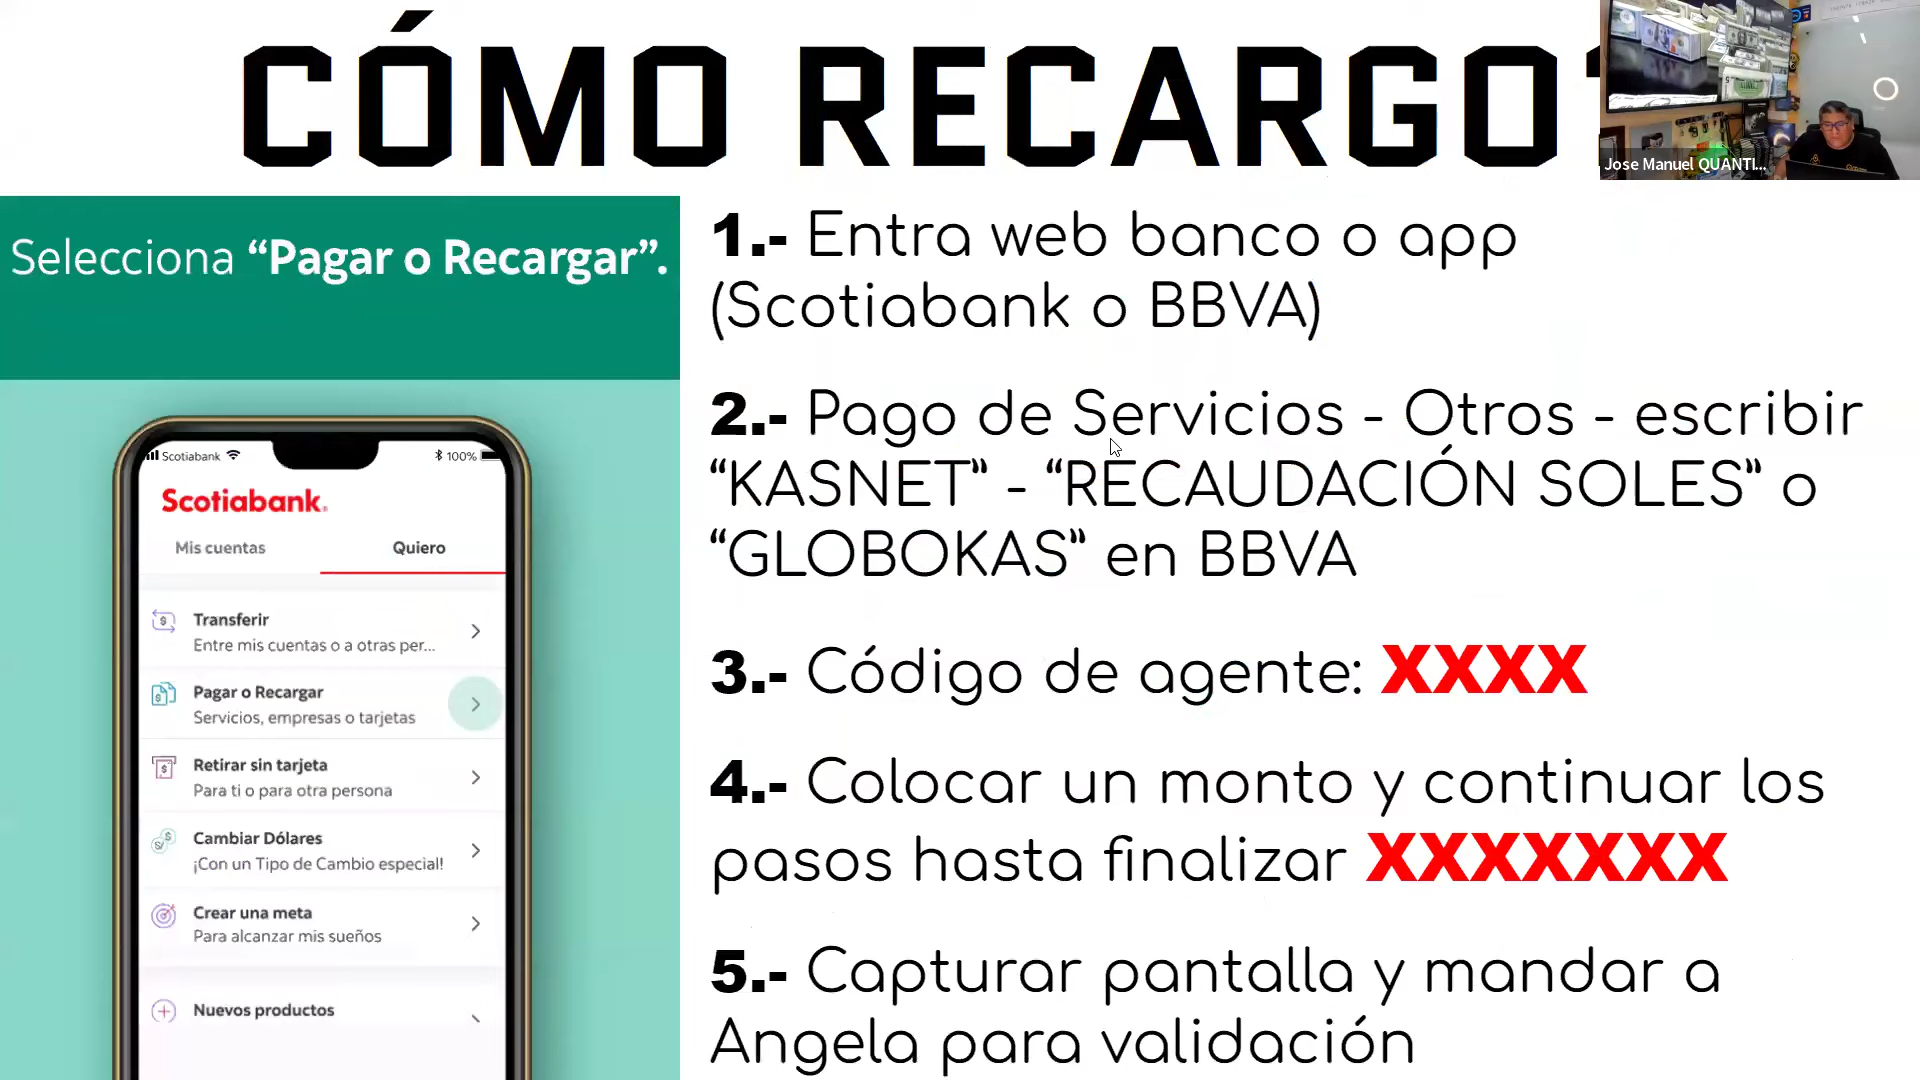 CÓMO RECARGO?
Jose Manuel QUANTI...
Selecciona “Pagar o Recargar”.
Scotiabank
100%
Scotiabank.
Mis cuentas
Quiero
Transferir
Entre mis cuentas o a otras per...
Pagar o Recargar
Servicios, empresas o tarjetas
Retirar sin tarjeta
Para ti o para otra persona
Cambiar Dólares
¡Con un Tipo de Cambio especial!
Crear una meta
Para alcanzar mis sueños
Nuevos productos
1.- Entra web banco o app
(Scotiabank o BBVA)
2.- Pago de Servicios - Otros - escribir
“KASNET” - “RECAUDACIÓN SOLES” o
“GLOBOKAS” en BBVA
3.- Código de agente: XXXX
4.- Colocar un monto y continuar los
pasos hasta finalizar XXXXXXX
5.- Capturar pantalla y mandar a
Angela para validación